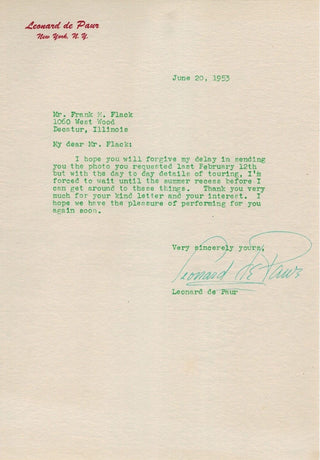 Leonard de Paur
New York, N. Y.
June 20, 1953
Mr. Frank M. Flack
1060 West Wood
Decatur, Illinois
My dear Mr. Flack:
I hope you will forgive my delay in sending
you the photo you requested last February 12th
but with the day to day details of touring, I'm
forced to wait until the summer recess before I
can get around to these things. Thank you very
much for your kind letter and your interest. I
hope we have the pleasure of performing for you
again soon.
Very sincerely yours,
Leonard de Paur
Leonard de Paur